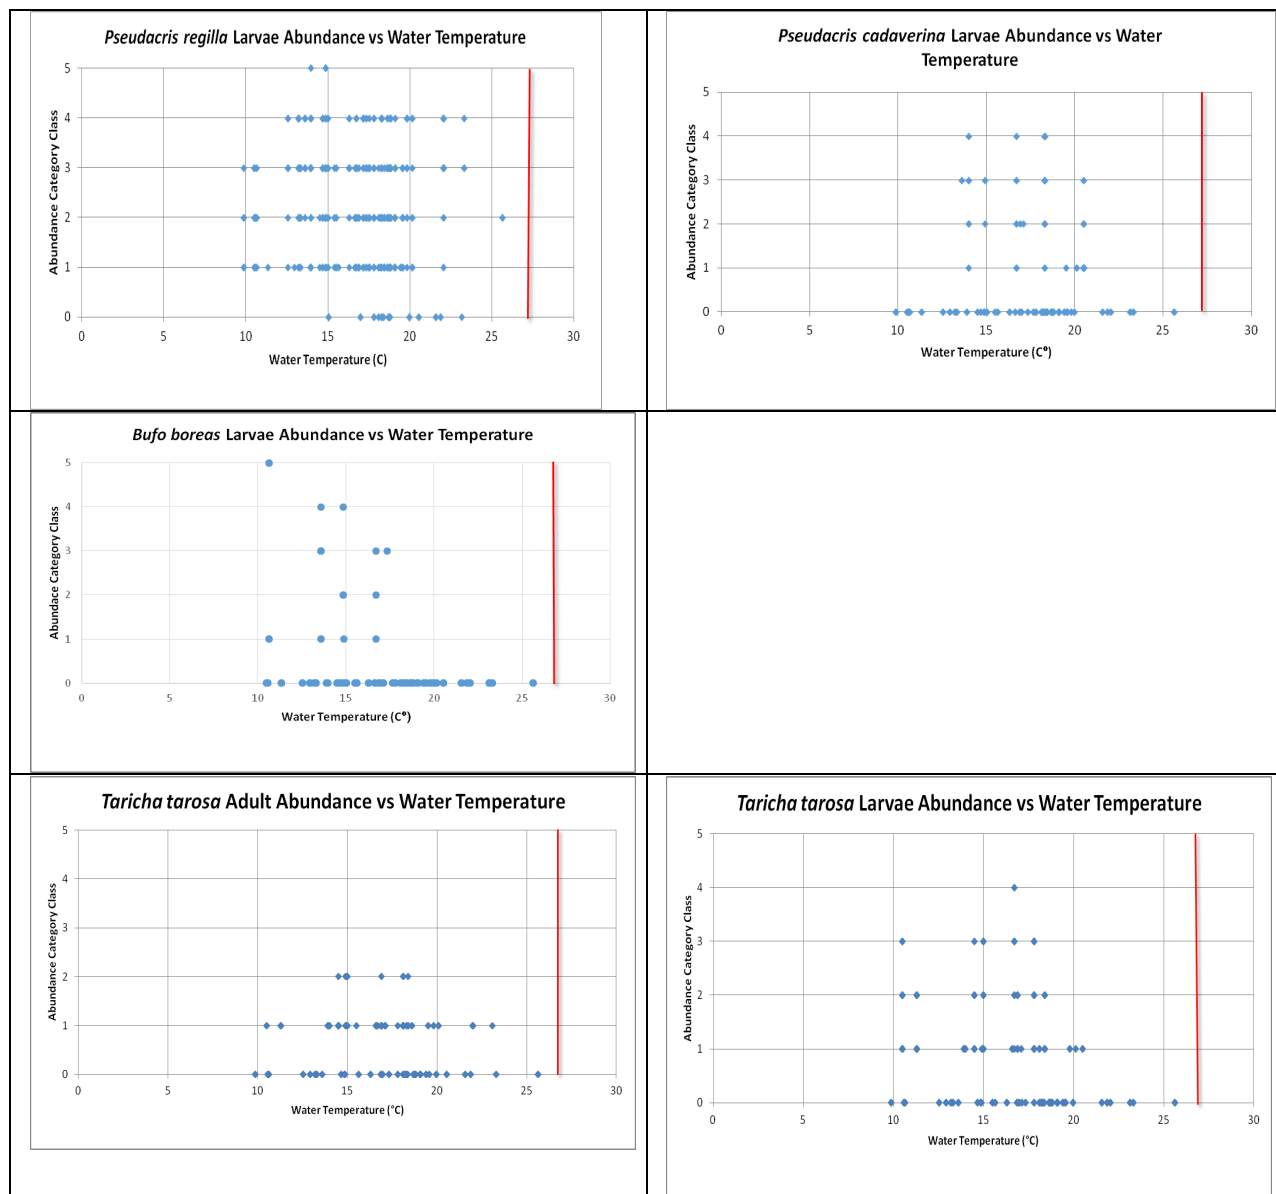 Pseudacris regilla Larvae Abundance vs Water Temperature
Abundance Category Class
5
4
3
2
1
0
0 5 10 15 20 25 30
Water Temperature (C)
Pseudacris cadaverina Larvae Abundance vs Water
Temperature
Abundance Category Class
5
4
3
2
1
0
0 5 10 15 20 25 30
Water Temperature (C°)
Bufo boreas Larvae Abundance vs Water Temperature
Abundace Category Class
5
4
3
2
1
0
0 5 10 15 20 25 30
Water Temperature (C°)
Taricha tarosa Adult Abundance vs Water Temperature
Abundance Category Class
5
4
3
2
1
0
0 5 10 15 20 25 30
Water Temperature (°C)
Taricha tarosa Larvae Abundance vs Water Temperature
Abundance Category Class
5
4
3
2
1
0
0 5 10 15 20 25 30
Water Temperature (°C)